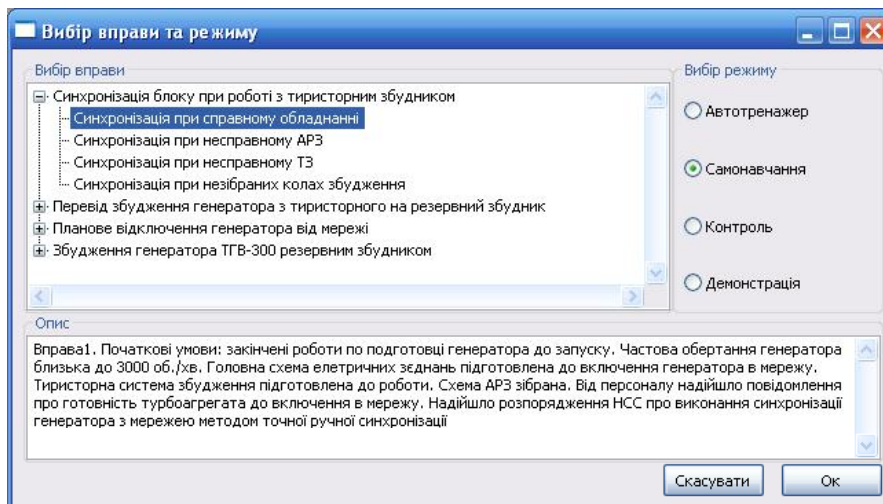 Вибір вправи та режиму
Вибір вправи
Синхронізація блоку при роботі з тиристорним збудником
Синхронізація при справному обладнанні
Синхронізація при несправному АРЗ
Синхронізація при несправному ТЗ
Синхронізація при незібраних колах збудження
Перевід збудження генератора з тиристорного на резервний збудник
Планове відключення генератора від мережі
Збудження генератора ТГВ-300 резервним збудником
Вибір режиму
Автотренажер
Самонавчання
Контроль
Демонстрація
Опис
Вправа1. Початкові умови: закінчені роботи по подготовці генератора до запуску. Частова обертання генератора
близька до 3000 об./хв. Головна схема елетричних зєднань підготовлена до включення генератора в мережу.
Тиристорна система збудження підготовлена до роботи. Схема АРЗ зібрана. Від персоналу надійшло повідомлення
про готовність турбоагрегата до включення в мережу. Надійшло розпорядження НСС про виконання синхронізації
генератора з мережею методом точної ручної синхронізації
Скасувати
Ок